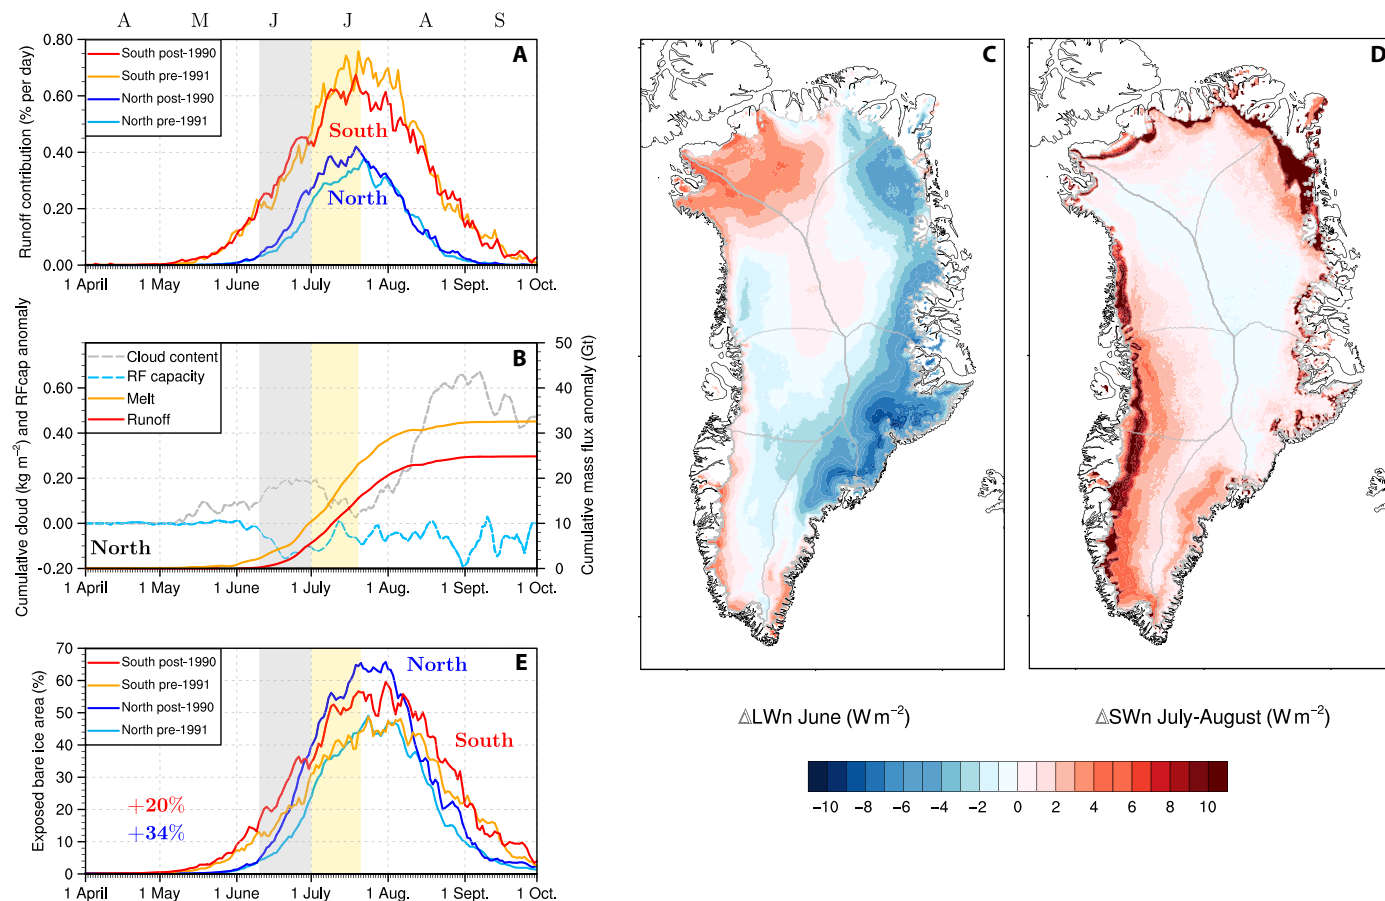 A M J J A S
A
Runoff contribution (% per day)
0.80
0.60
0.40
0.20
0.00
South post-1990
South pre-1991
North post-1990
North pre-1991
South
North
1 April 1 May 1 June 1 July 1 Aug. 1 Sept. 1 Oct.
B
Cumulative cloud (kg m⁻²) and RFcap anomaly
0.60
0.40
0.20
0.00
-0.20
Cloud content
RF capacity
Melt
Runoff
North
50
40
30
20
10
0
Cumulative mass flux anomaly (Gt)
1 April 1 May 1 June 1 July 1 Aug. 1 Sept. 1 Oct.
E
Exposed bare ice area (%)
70
60
50
40
30
20
10
0
South post-1990
South pre-1991
North post-1990
North pre-1991
North
South
+20%
+34%
1 April 1 May 1 June 1 July 1 Aug. 1 Sept. 1 Oct.
C
D
ΔLWn June (W m⁻²)
ΔSWn July-August (W m⁻²)
−10 −8 −6 −4 −2 0 2 4 6 8 10